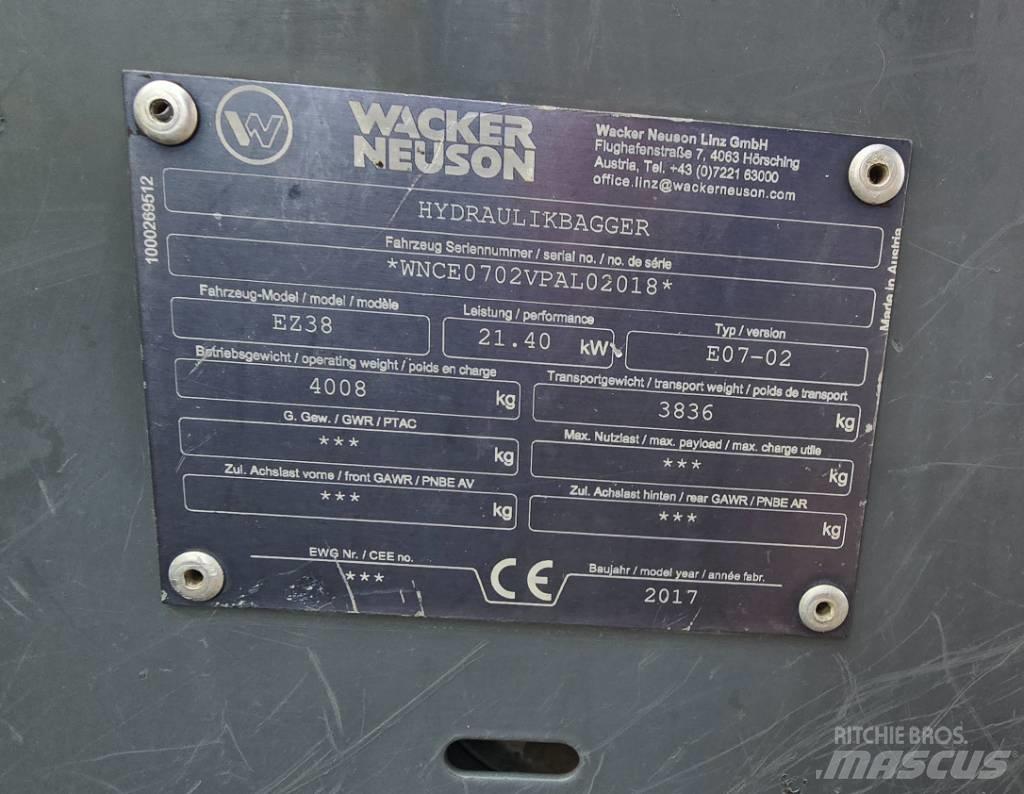 W
WACKER
NEUSON
Wacker Neuson Linz GmbH
Flughafenstraße 7, 4063 Hörsching
Austria, Tel. +43 (0)7221 63000
office.linz@wackerneuson.com
1000269512
HYDRAULIKBAGGER
Fahrzeug Seriennummer / serial no. / no. de série
*WNCE0702VPAL02018*
Made in Austria
Fahrzeug-Model / model / modèle
EZ38
Leistung / performance
21.40 kW
Typ / version
E07-02
Betriebsgewicht / operating weight / poids en charge
4008 kg
Transportgewicht / transport weight / poids de transport
3836 kg
G. Gew. / GWR / PTAC
*** kg
Max. Nutzlast / max. payload / max. charge utile
*** kg
Zul. Achslast vorne / front GAWR / PNBE AV
*** kg
Zul. Achslast hinten / rear GAWR / PNBE AR
*** kg
EWG Nr. / CEE no.
***
CE
Baujahr / model year / année fabr.
2017
RITCHIE BROS.
MASCUS